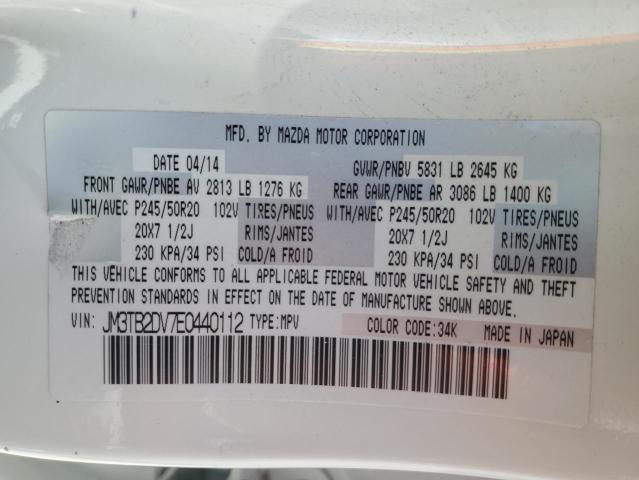 MFD. BY MAZDA MOTOR CORPORATION
DATE 04/14 GVWR/PNBV 5831 LB 2645 KG
FRONT GAWR/PNBE AV 2813 LB 1276 KG REAR GAWR/PNBE AR 3086 LB 1400 KG
WITH/AVEC P245/50R20 102V TIRES/PNEUS WITH/AVEC P245/50R20 102V TIRES/PNEUS
20X7 1/2J RIMS/JANTES 20X7 1/2J RIMS/JANTES
230 KPA/34 PSI COLD/A FROID 230 KPA/34 PSI COLD/A FROID
THIS VEHICLE CONFORMS TO ALL APPLICABLE FEDERAL MOTOR VEHICLE SAFETY AND THEFT
PREVENTION STANDARDS IN EFFECT ON THE DATE OF MANUFACTURE SHOWN ABOVE.
VIN: JM3TB2DV7E0440112 TYPE:MPV COLOR CODE:34K MADE IN JAPAN